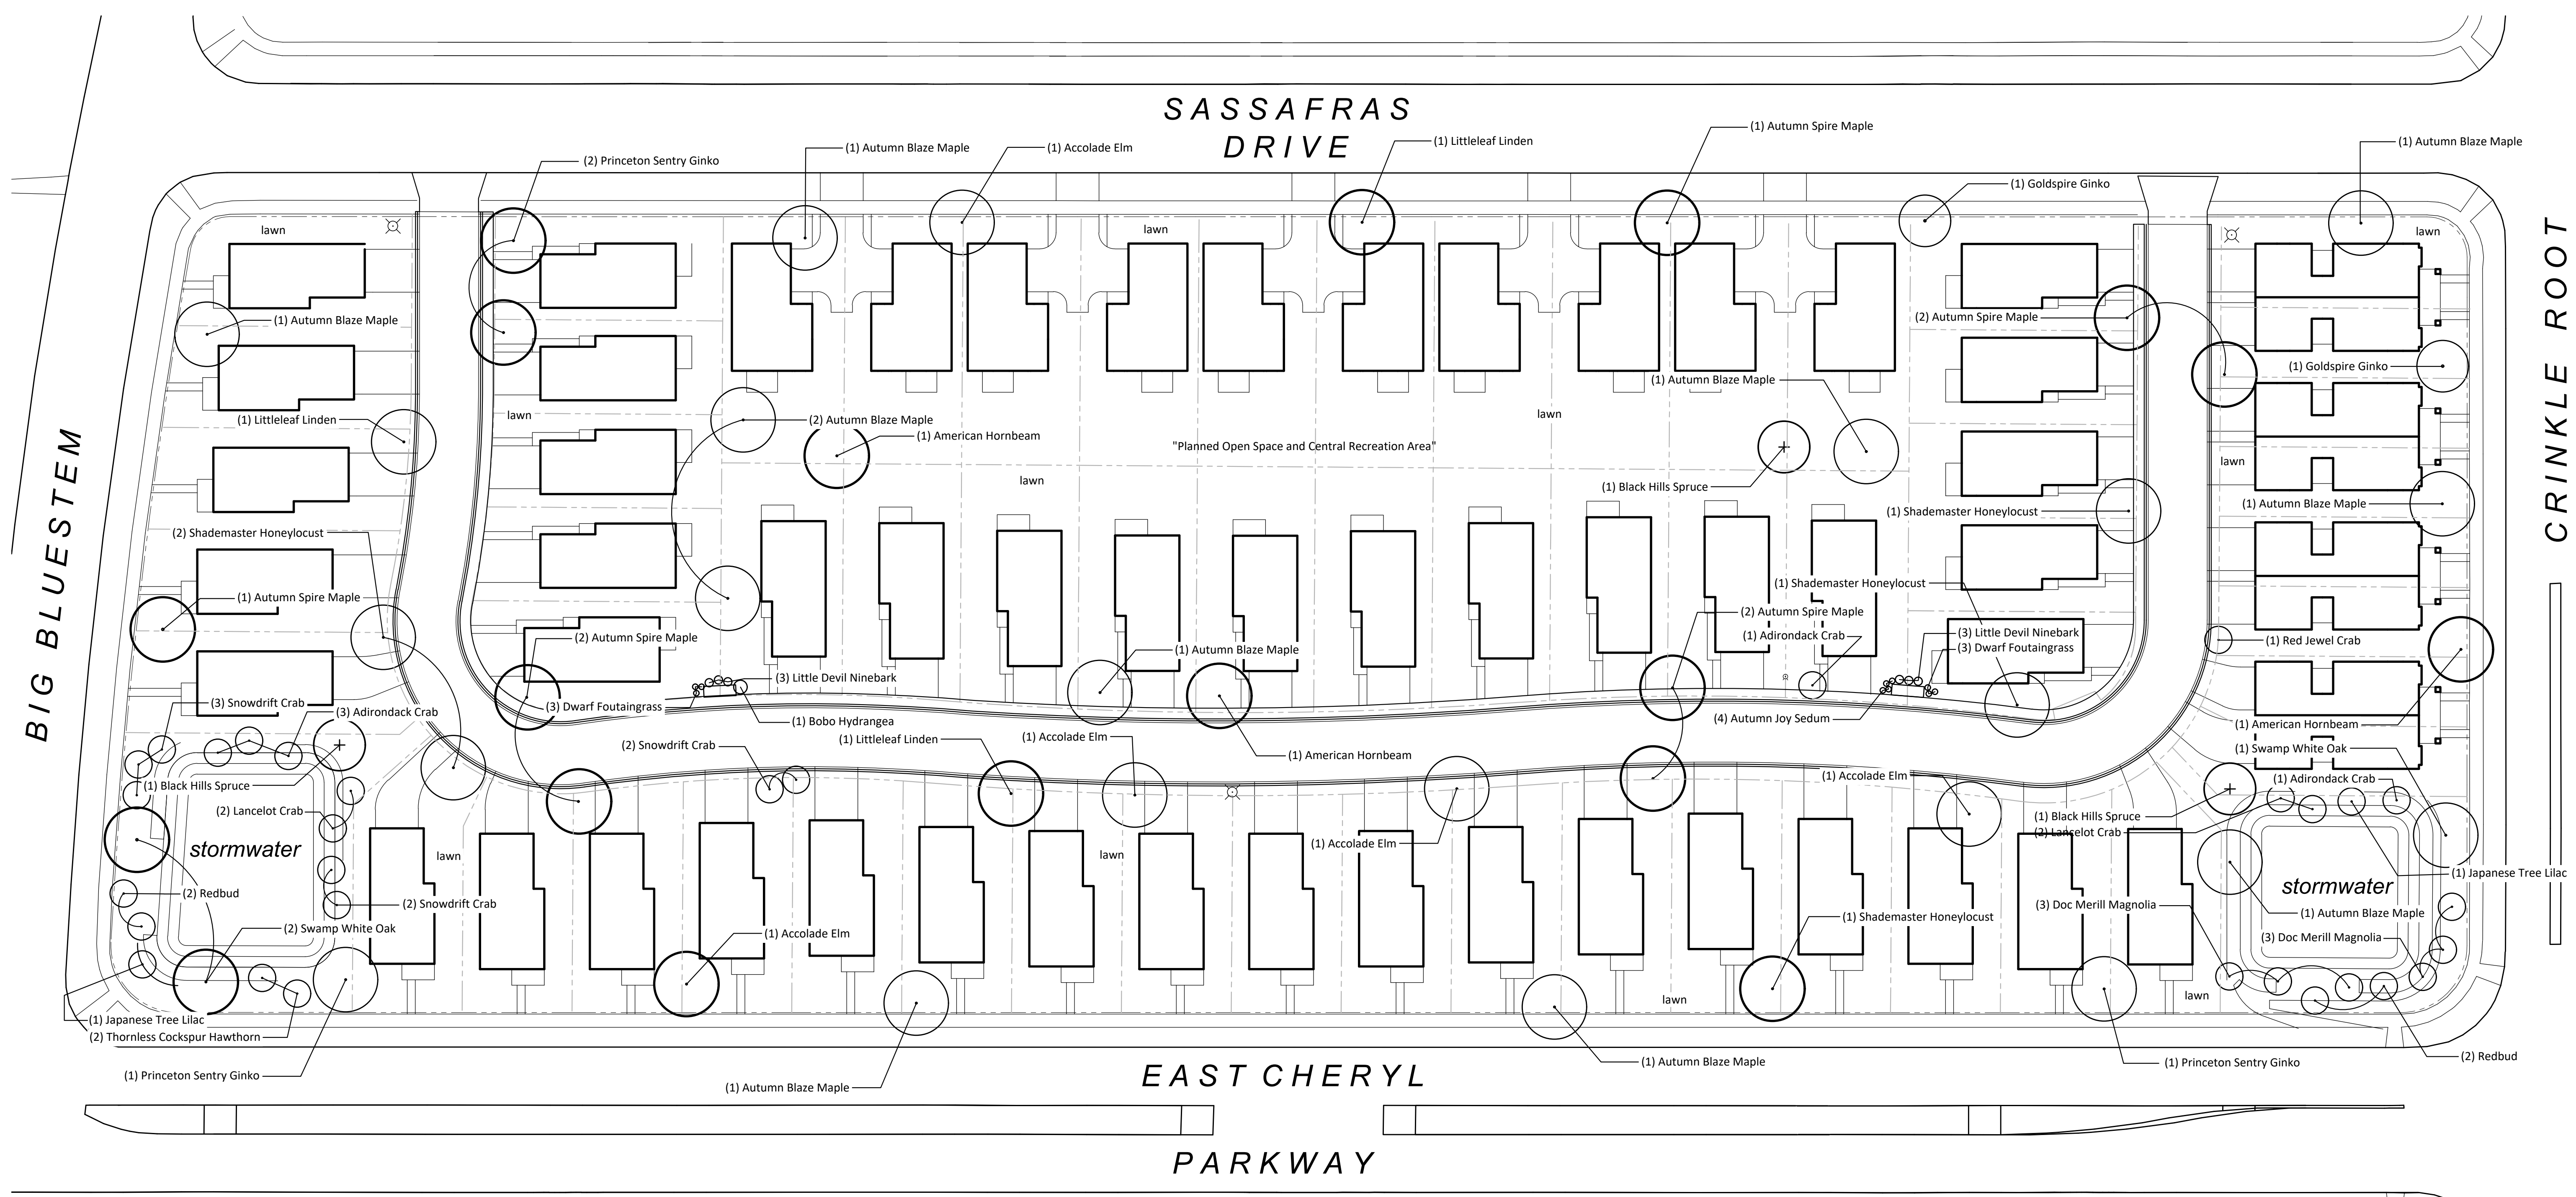 SASSAFRAS
DRIVE
(1) Autumn Spire Maple
(1) Littleleaf Linden
(1) Autumn Blaze Maple
(1) Autumn Blaze Maple
(1) Accolade Elm
(2) Princeton Sentry Ginko
(1) Goldspire Ginko
lawn
lawn
lawn
(1) Autumn Blaze Maple
(2) Autumn Spire Maple
(1) Goldspire Ginko
(1) Autumn Blaze Maple
lawn
lawn
(1) Littleleaf Linden
(2) Autumn Blaze Maple
(1) American Hornbeam
"Planned Open Space and Central Recreation Area"
lawn
lawn
(1) Black Hills Spruce
(1) Autumn Blaze Maple
(1) Shademaster Honeylocust
(2) Shademaster Honeylocust
(1) Shademaster Honeylocust
(1) Autumn Spire Maple
(2) Autumn Spire Maple
(2) Autumn Spire Maple
(1) Adirondack Crab
(3) Little Devil Ninebark
(3) Dwarf Foutaingrass
(1) Red Jewel Crab
(1) Autumn Blaze Maple
(3) Little Devil Ninebark
(3) Snowdrift Crab
(3) Dwarf Foutaingrass
(3) Adirondack Crab
(1) Bobo Hydrangea
(4) Autumn Joy Sedum
(1) American Hornbeam
(2) Snowdrift Crab
(1) Littleleaf Linden
(1) Accolade Elm
(1) American Hornbeam
(1) Swamp White Oak
(1) Accolade Elm
(1) Adirondack Crab
(1) Black Hills Spruce
(2) Lancelot Crab
(1) Black Hills Spruce
(2) Lancelot Crab
stormwater
lawn
lawn
(1) Accolade Elm
(1) Japanese Tree Lilac
stormwater
(2) Redbud
(2) Snowdrift Crab
(3) Doc Merill Magnolia
(1) Autumn Blaze Maple
(1) Shademaster Honeylocust
(2) Swamp White Oak
(1) Accolade Elm
(3) Doc Merill Magnolia
lawn
lawn
(1) Japanese Tree Lilac
(2) Thornless Cockspur Hawthorn
(2) Redbud
(1) Autumn Blaze Maple
(1) Princeton Sentry Ginko
(1) Princeton Sentry Ginko
(1) Autumn Blaze Maple
BIG BLUESTEM
CRINKLE ROOT
EAST CHERYL
PARKWAY